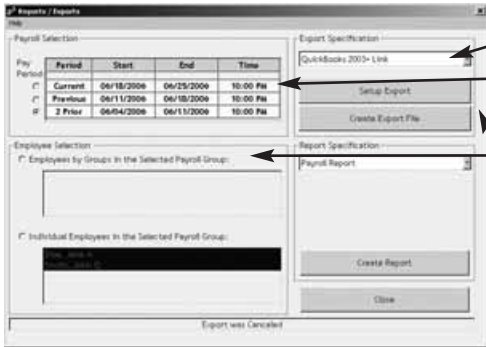 Reports / Exports
Help
Payroll Selection
Pay Period
Period Start End Time
Current 06/18/2006 06/25/2006 10:00 PM
Previous 06/11/2006 06/18/2006 10:00 PM
2 Prior 06/04/2006 06/11/2006 10:00 PM
Export Specification
QuickBooks 2003+ Link
Setup Export
Create Export File
Employee Selection
Employees by Groups in the Selected Payroll Group:
Individual Employees in the Selected Payroll Group:
Report Specification
Payroll Report
Create Report
Close
Export was Canceled